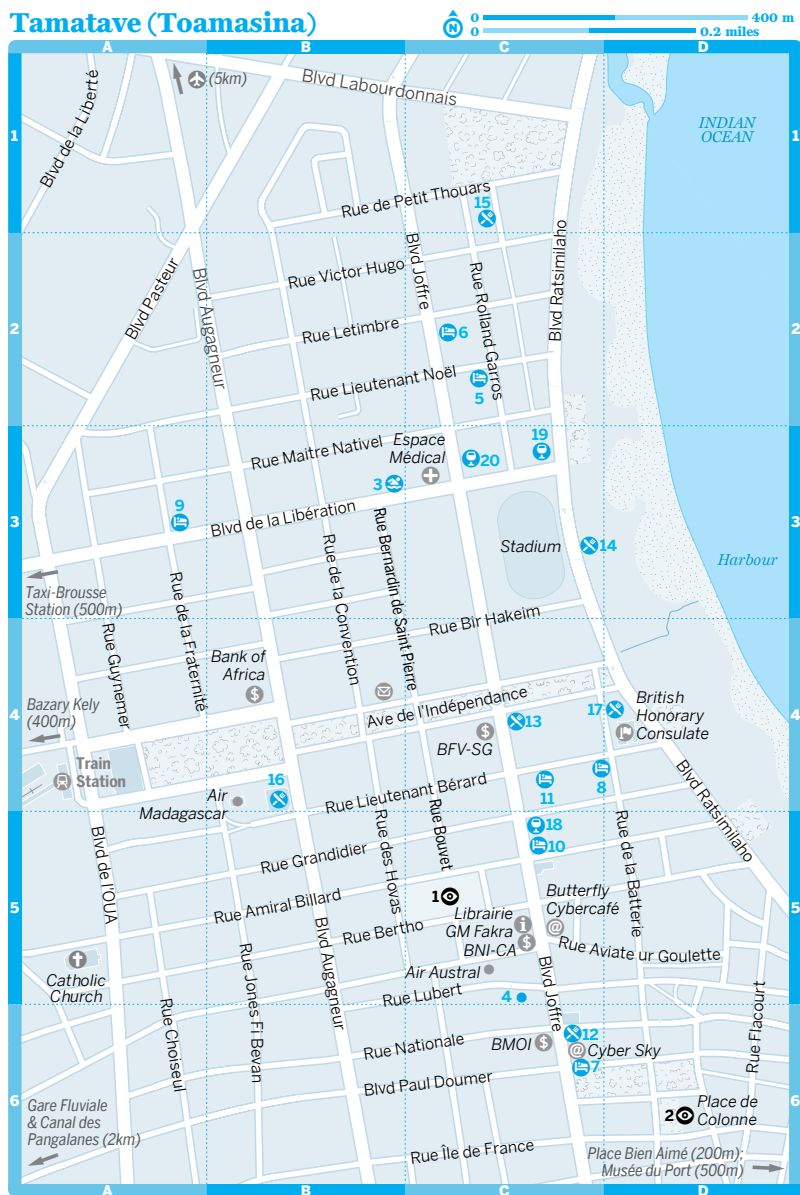 Tamatave (Toamasina)
N
0
400 m
0
0.2 miles
A
B
C
D
(5km)
Blvd Labourdonnais
Blvd de la Liberté
INDIAN
OCEAN
1
1
Rue de Petit Thouars
15
Blvd Pasteur
Blvd Augagneur
Rue Victor Hugo
Blvd Joffre
Rue Rolland Garros
Blvd Ratsimilaho
2
2
Rue Letimbre
6
Rue Lieutenant Noël
5
Rue Maitre Nativel
Espace
Médical
20
19
3
9
Blvd de la Libération
3
3
Rue Bernardin de Saint Pierre
Stadium
14
Harbour
Taxi-Brousse
Station (500m)
Rue de la Fraternité
Rue de la Convention
Rue Guynemer
Rue Bir Hakeim
Bank of
Africa
$
Bazary Kely
(400m)
Ave de l'Indépendance
13
17
British
Honorary
Consulate
4
4
BFV-SG
$
Train
Station
16
Air
Madagascar
Rue Lieutenant Bérard
11
8
Blvd Ratsimilaho
Blvd de l'OUA
Rue Grandidier
Rue des Hovas
Rue Bouvet
18
10
Rue de la Batterie
Rue Amiral Billard
1
Butterfly
Cybercafé
@
5
5
Librairie
GM Fakra
i
BNI-CA
$
Rue Bertho
Rue Aviate ur Goulette
Catholic
Church
Rue Jones Fi Bevan
Blvd Augagneur
Air Austral
Rue Lubert
4
Blvd Joffre
Rue Choiseul
Rue Flacourt
Rue Nationale
BMOI
$
12
@
Cyber Sky
7
Blvd Paul Doumer
6
6
Gare Fluviale
& Canal des
Pangalanes (2km)
2
Place de
Colonne
Rue Île de France
Place Bien Aimé (200m);
Musée du Port (500m)
A
B
C
D